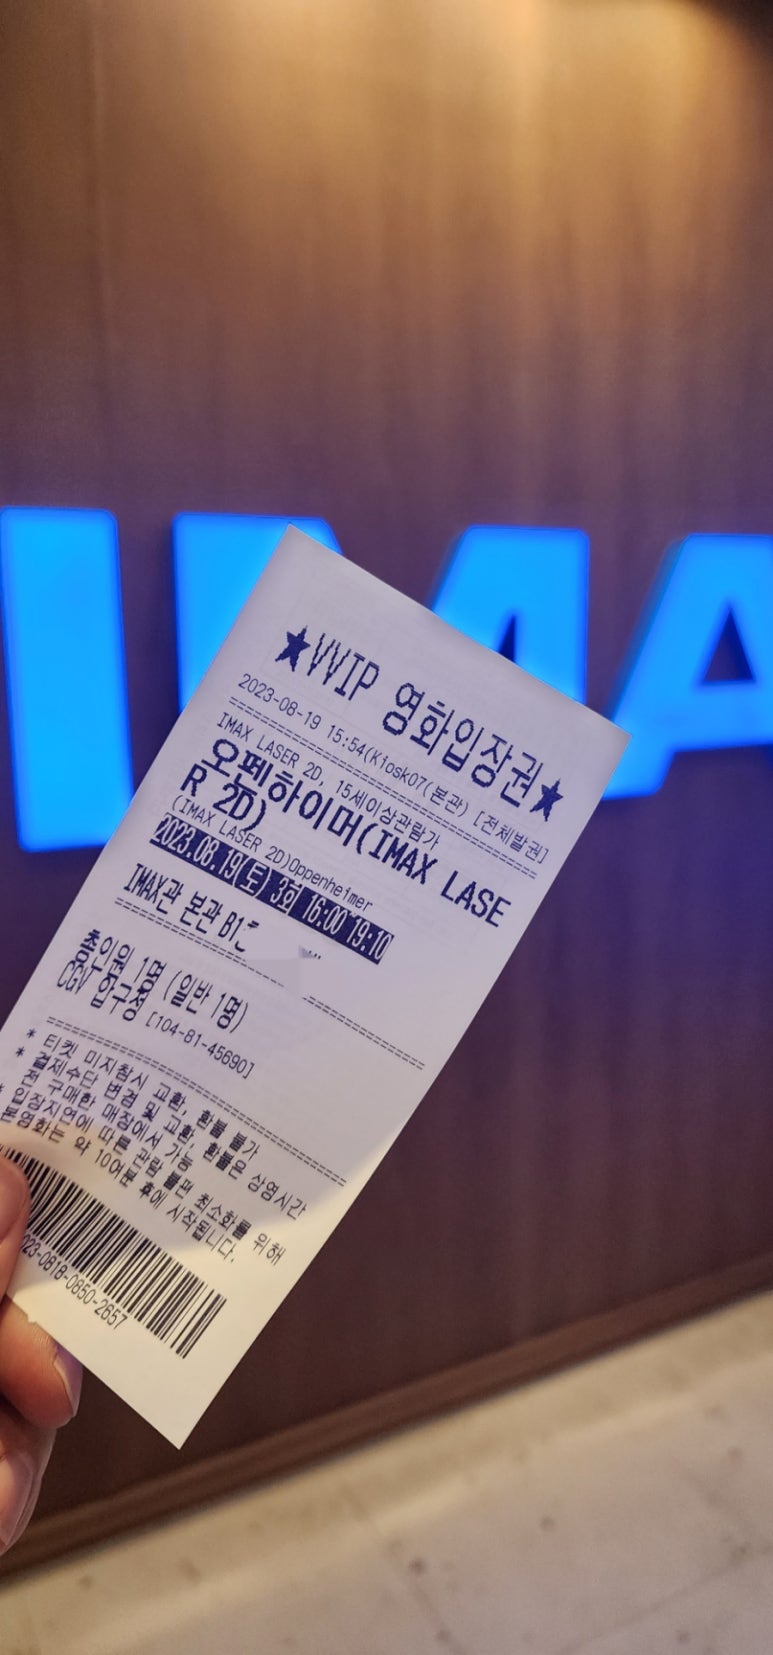 IMA
★VVIP 영화입장권★
2023-08-19 15:54(Kiosk07(본관) [전체발권]
IMAX LASER 2D, 15세이상관람가
오펜하이머(IMAX LASE
R 2D)
(IMAX LASER 2D)Oppenheimer
2023.08.19(토) 3회 16:00 19:10
IMAX관 본관 B1
총인원 1명 (일반 1명)
CGV 압구정 [104-81-45690]
* 티켓 미지참시 교환, 환불 불가
* 결제수단 변경 및 교환, 환불은 상영시간
전 구매한 매장에서 가능
* 입장지연에 따른 관람 불편 최소화를 위해
본영화는 약 10여분 후에 시작됩니다.
023-0818-0850-2657